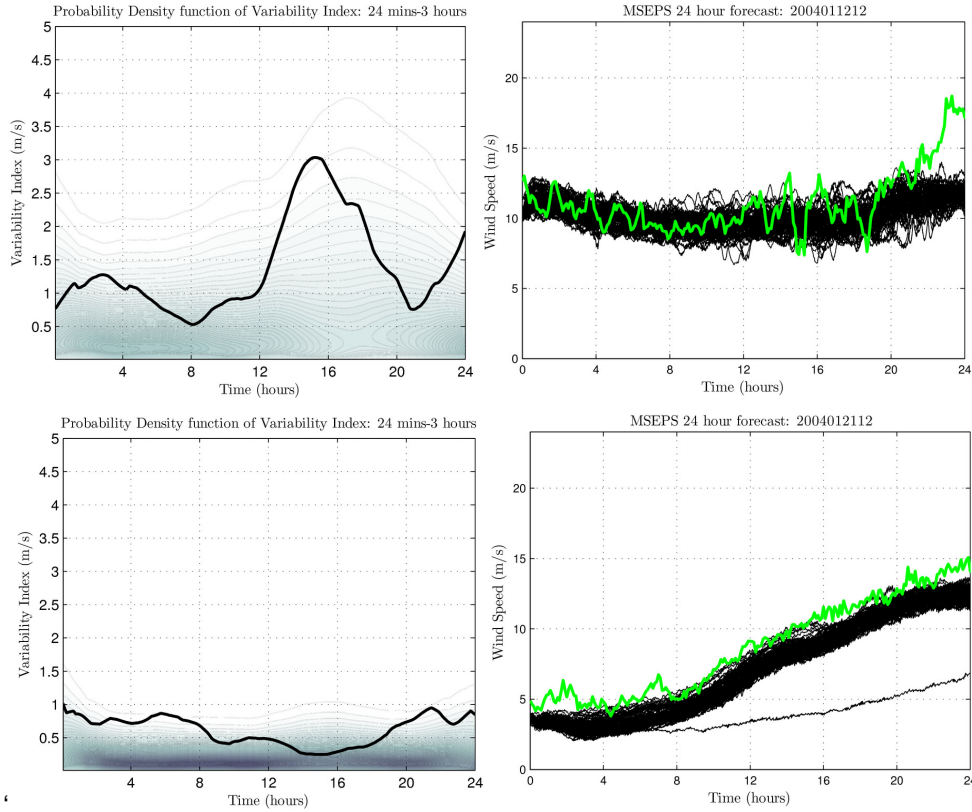 Probability Density function of Variability Index: 24 mins-3 hours
5
4.5
4
3.5
3
2.5
2
1.5
1
0.5
Variability Index (m/s)
4 8 12 16 20 24
Time (hours)
MSEPS 24 hour forecast: 2004011212
20
15
10
5
0
Wind Speed (m/s)
0 4 8 12 16 20 24
Time (hours)
Probability Density function of Variability Index: 24 mins-3 hours
5
4.5
4
3.5
3
2.5
2
1.5
1
0.5
Variability Index (m/s)
4 8 12 16 20 24
Time (hours)
MSEPS 24 hour forecast: 2004012112
20
15
10
5
0
Wind Speed (m/s)
0 4 8 12 16 20 24
Time (hours)
‘